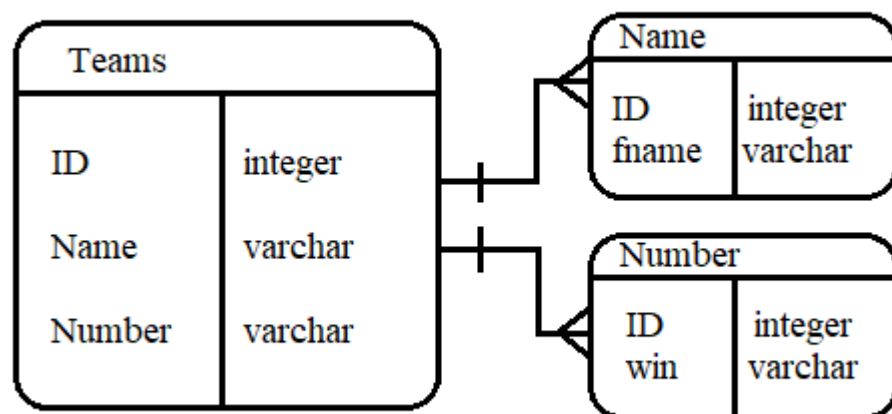 Teams
ID integer
Name varchar
Number varchar
Name
ID integer
fname varchar
Number
ID integer
win varchar